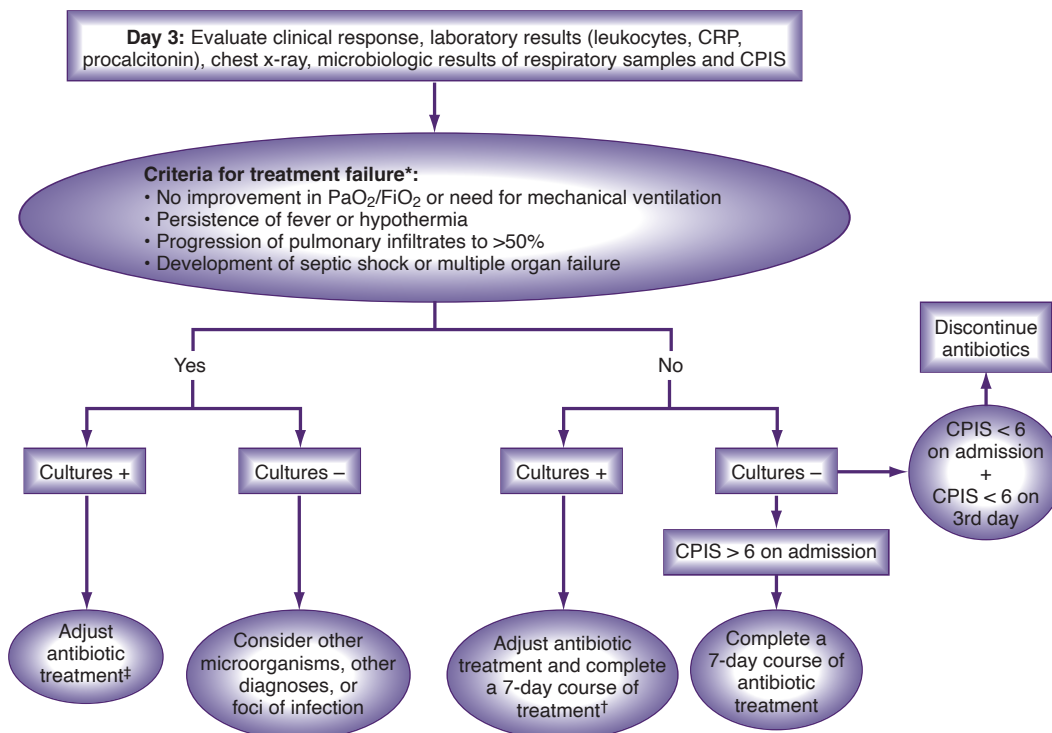 Day 3: Evaluate clinical response, laboratory results (leukocytes, CRP,
procalcitonin), chest x-ray, microbiologic results of respiratory samples and CPIS
Criteria for treatment failure*:
• No improvement in PaO₂/FiO₂ or need for mechanical ventilation
• Persistence of fever or hypothermia
• Progression of pulmonary infiltrates to >50%
• Development of septic shock or multiple organ failure
Yes
No
Discontinue
antibiotics
Cultures +
Cultures –
Cultures +
Cultures –
CPIS < 6
on admission
+
CPIS < 6 on
3rd day
CPIS > 6 on admission
Adjust
antibiotic
treatment‡
Consider other
microorganisms, other
diagnoses, or
foci of infection
Adjust antibiotic
treatment and complete
a 7-day course of
treatment†
Complete a
7-day course of
antibiotic
treatment